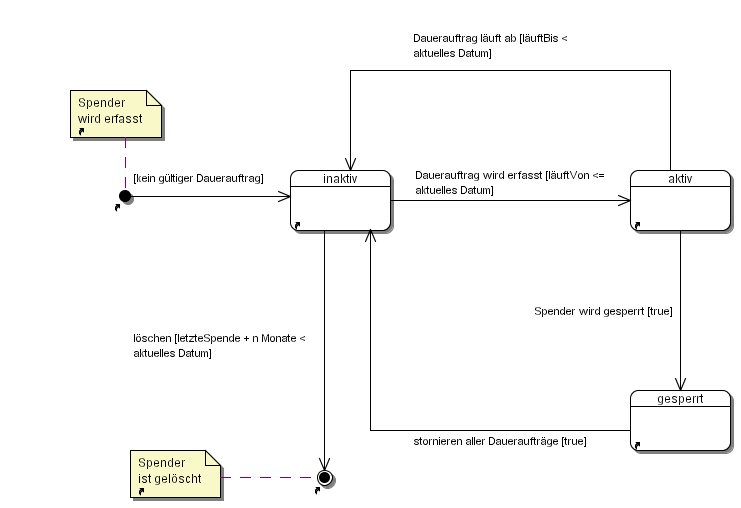 Dauerauftrag läuft ab [läuftBis <
aktuelles Datum]
Spender
wird erfasst
[kein gültiger Dauerauftrag]
inaktiv
Dauerauftrag wird erfasst [läuftVon <=
aktuelles Datum]
aktiv
Spender wird gesperrt [true]
löschen [letzteSpende + n Monate <
aktuelles Datum]
gesperrt
stornieren aller Daueraufträge [true]
Spender
ist gelöscht